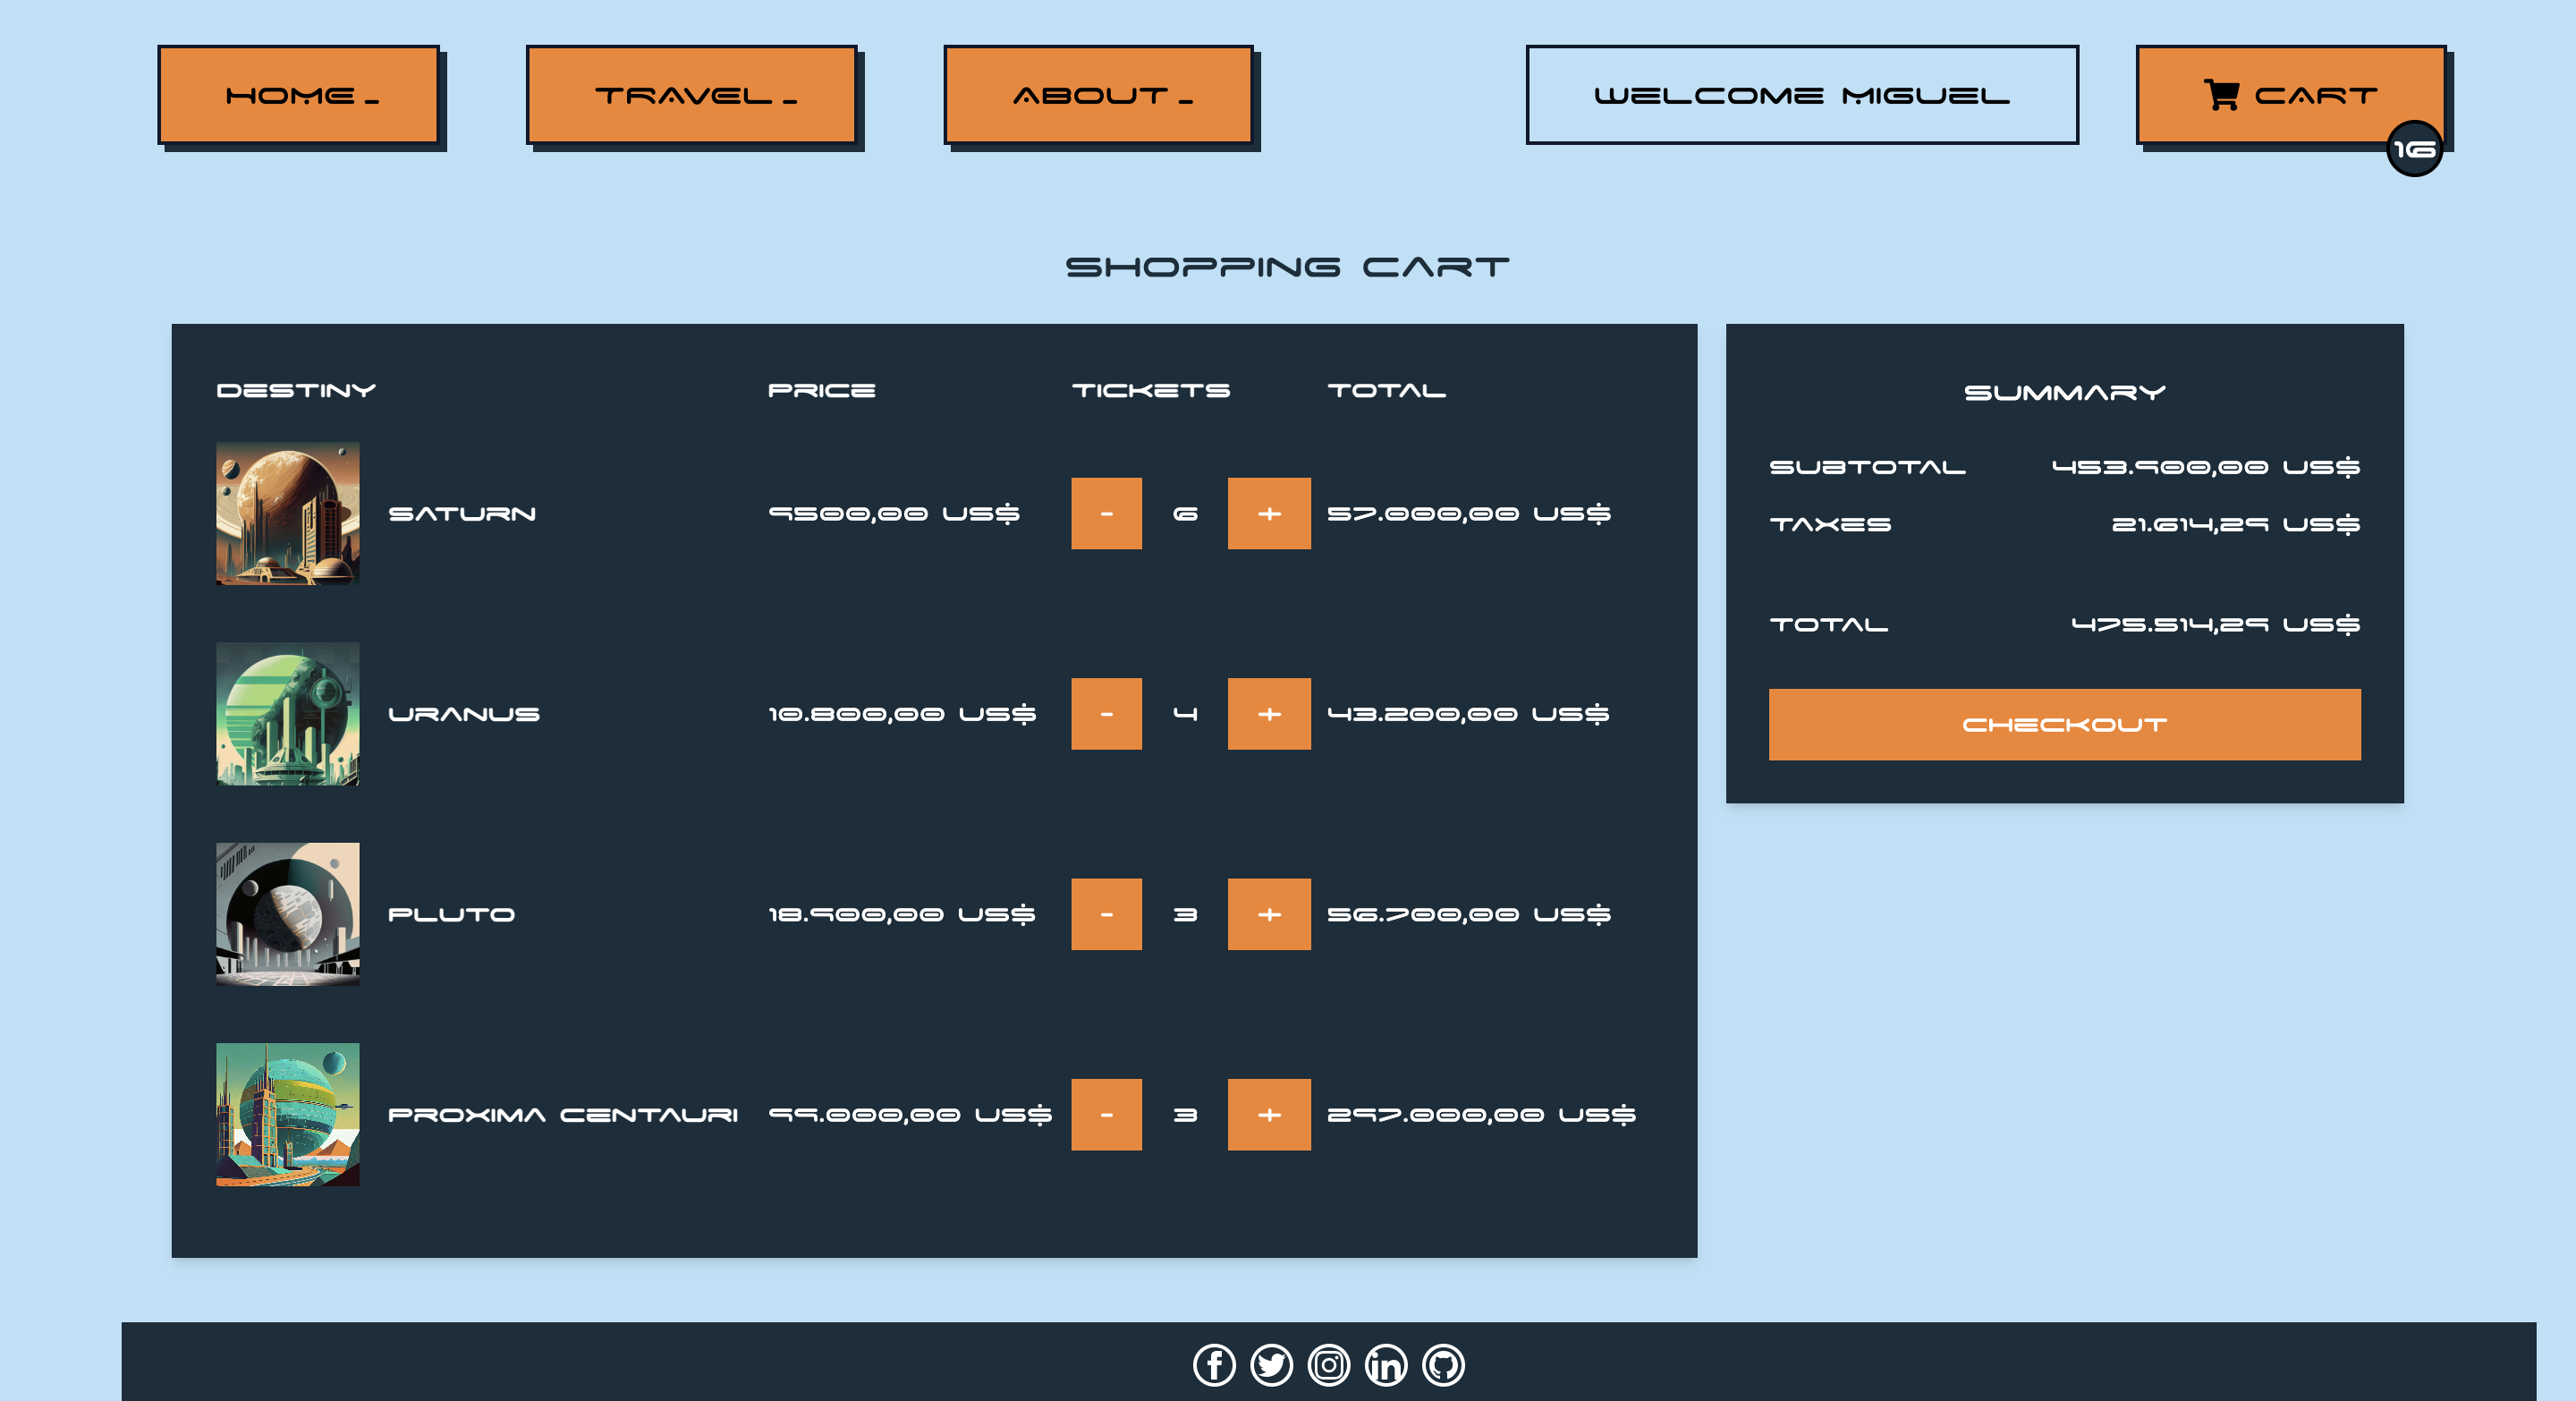 HOME_ TRAVEL_ ABOUT_ WELCOME MIGUEL CART
16
SHOPPING CART
DESTINY PRICE TICKETS TOTAL
SATURN 9500,00 US$ - 6 + 57.000,00 US$
URANUS 10.800,00 US$ - 4 + 43.200,00 US$
PLUTO 18.900,00 US$ - 3 + 56.700,00 US$
PROXIMA CENTAURI 99.000,00 US$ - 3 + 297.000,00 US$
SUMMARY
SUBTOTAL 453.900,00 US$
TAXES 21.614,29 US$
TOTAL 475.514,29 US$
CHECKOUT